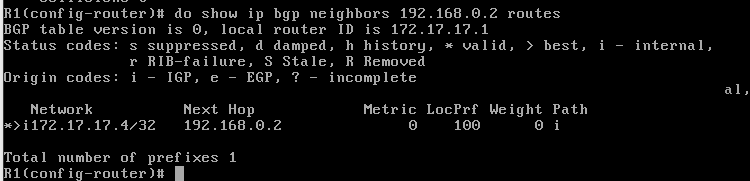 R1(config-router)# do show ip bgp neighbors 192.168.0.2 routes
BGP table version is 0, local router ID is 172.17.17.1
Status codes: s suppressed, d damped, h history, * valid, > best, i - internal,
              r RIB-failure, S Stale, R Removed
Origin codes: i - IGP, e - EGP, ? - incomplete
al,
   Network          Next Hop            Metric LocPrf Weight Path
*>i172.17.17.4/32   192.168.0.2              0    100      0 i
Total number of prefixes 1
R1(config-router)#